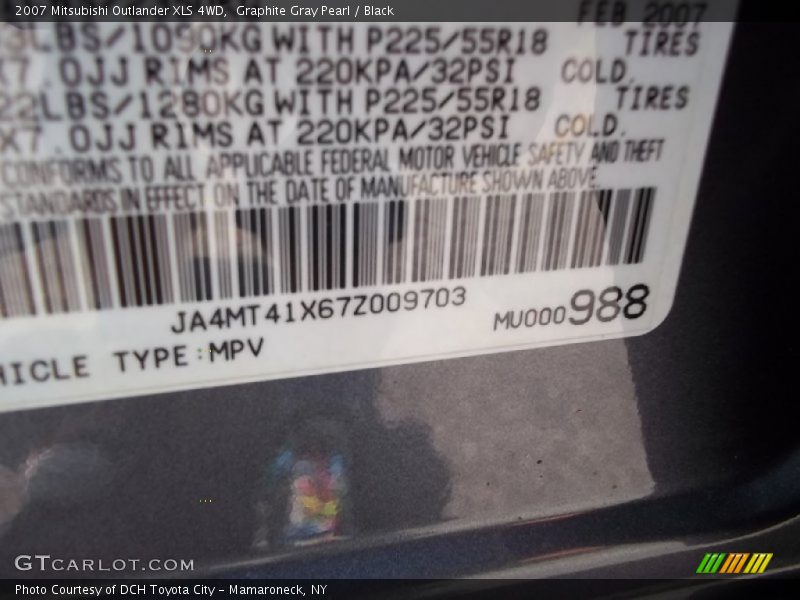 2007 Mitsubishi Outlander XLS 4WD, Graphite Gray Pearl / Black
FEB 2007
LBS/1090KG WITH P225/55R18 TIRES
X7.0JJ RIMS AT 220KPA/32PSI COLD.
22LBS/1280KG WITH P225/55R18 TIRES
X7.0JJ RIMS AT 220KPA/32PSI COLD.
CONFORMS TO ALL APPLICABLE FEDERAL MOTOR VEHICLE SAFETY AND THEFT
STANDARDS IN EFFECT ON THE DATE OF MANUFACTURE SHOWN ABOVE.
JA4MT41X67Z009703
MU000988
HICLE TYPE:MPV
GTCARLOT.COM
Photo Courtesy of DCH Toyota City – Mamaroneck, NY